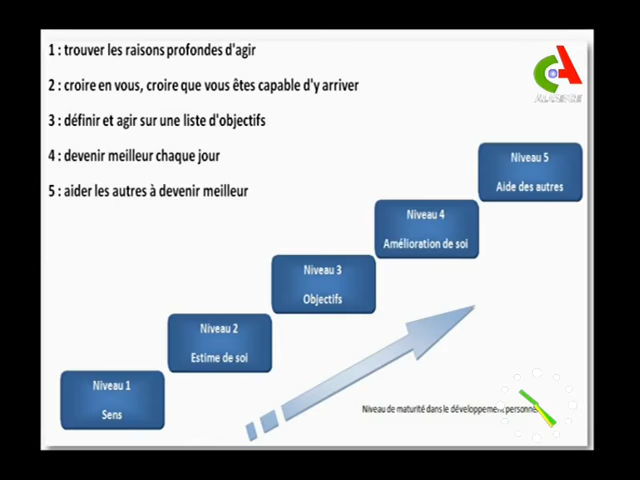 1 : trouver les raisons profondes d'agir
2 : croire en vous, croire que vous êtes capable d'y arriver
3 : définir et agir sur une liste d'objectifs
4 : devenir meilleur chaque jour
5 : aider les autres à devenir meilleur
Niveau 5
Aide des autres
Niveau 4
Amélioration de soi
Niveau 3
Objectifs
Niveau 2
Estime de soi
Niveau 1
Sens
Niveau de maturité dans le développement personnel